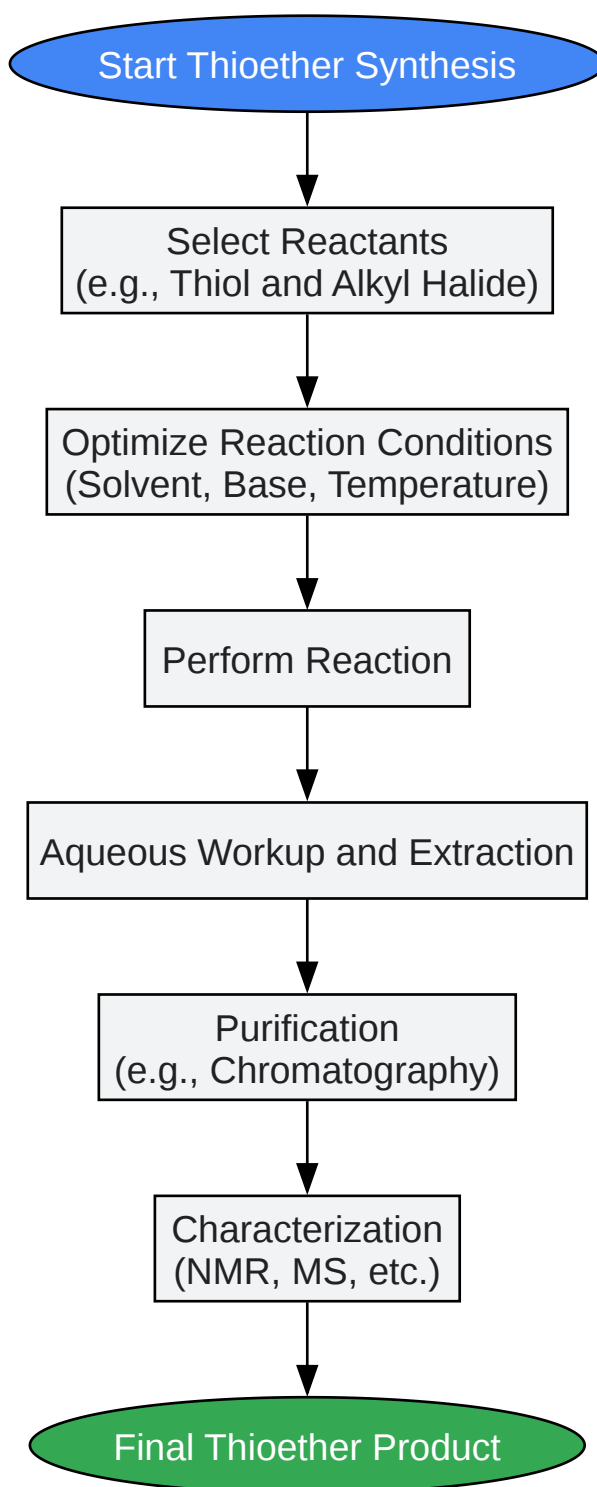 Start Thioether Synthesis
Select Reactants
(e.g., Thiol and Alkyl Halide)
Optimize Reaction Conditions
(Solvent, Base, Temperature)
Perform Reaction
Aqueous Workup and Extraction
Purification
(e.g., Chromatography)
Characterization
(NMR, MS, etc.)
Final Thioether Product